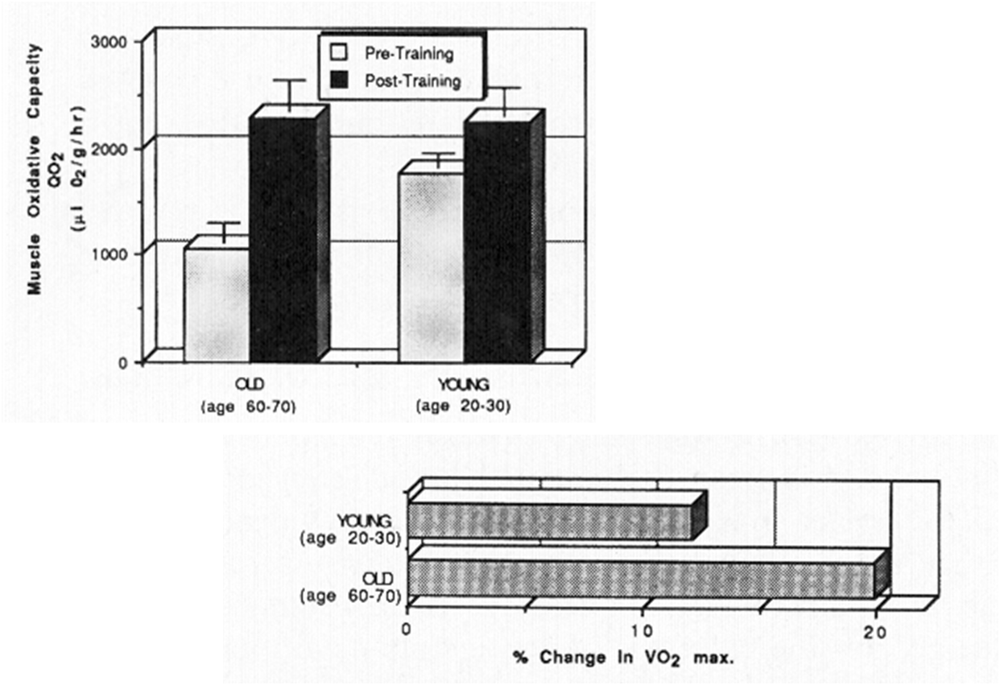 Muscle Oxidative Capacity
QO2
(μl O2/g/hr)
3000
2000
1000
0
Pre-Training
Post-Training
OLD
(age 60-70)
YOUNG
(age 20-30)
YOUNG
(age 20-30)
OLD
(age 60-70)
0
10
20
% Change In VO2 max.